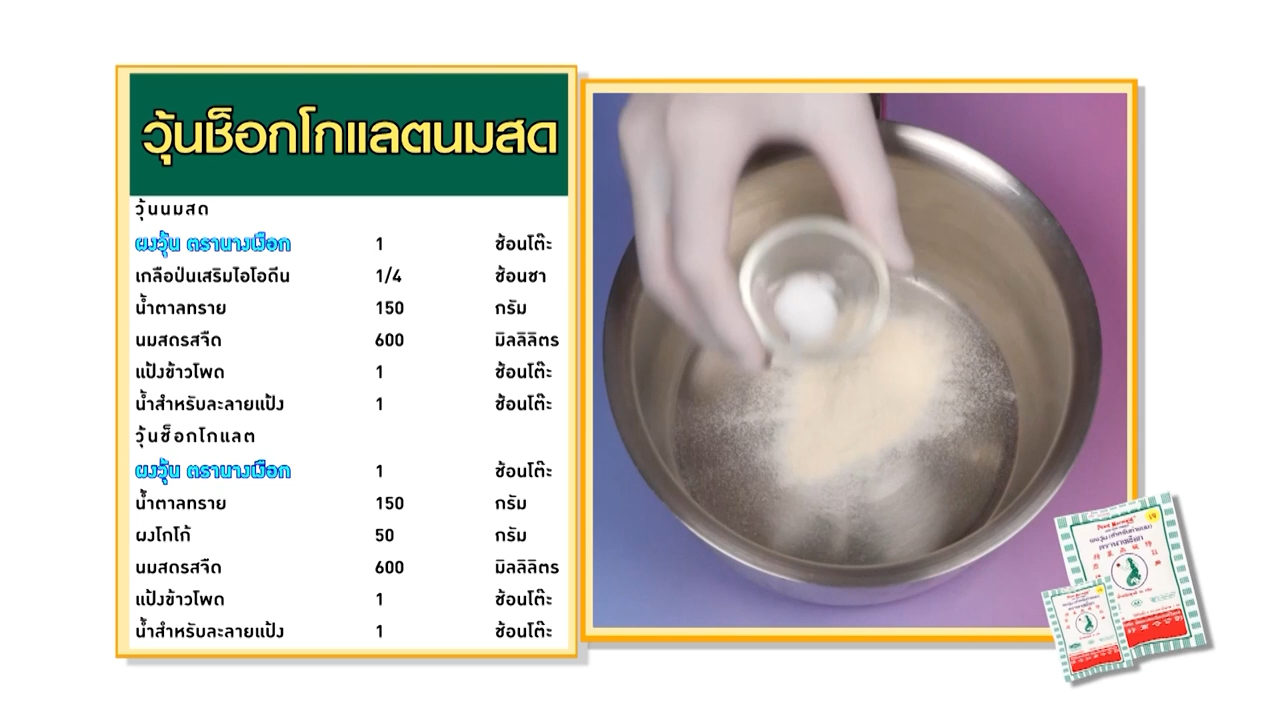 วุ้นช็อกโกแลตนมสด
วุ้นนมสด
ผงวุ้น ตรานางเงือก 1 ช้อนโต๊ะ
เกลือป่นเสริมไอโอดีน 1/4 ช้อนชา
น้ำตาลทราย 150 กรัม
นมสดรสจืด 600 มิลลิลิตร
แป้งข้าวโพด 1 ช้อนโต๊ะ
น้ำสำหรับละลายแป้ง 1 ช้อนโต๊ะ
วุ้นช็อกโกแลต
ผงวุ้น ตรานางเงือก 1 ช้อนโต๊ะ
น้ำตาลทราย 150 กรัม
ผงโกโก้ 50 กรัม
นมสดรสจืด 600 มิลลิลิตร
แป้งข้าวโพด 1 ช้อนโต๊ะ
น้ำสำหรับละลายแป้ง 1 ช้อนโต๊ะ